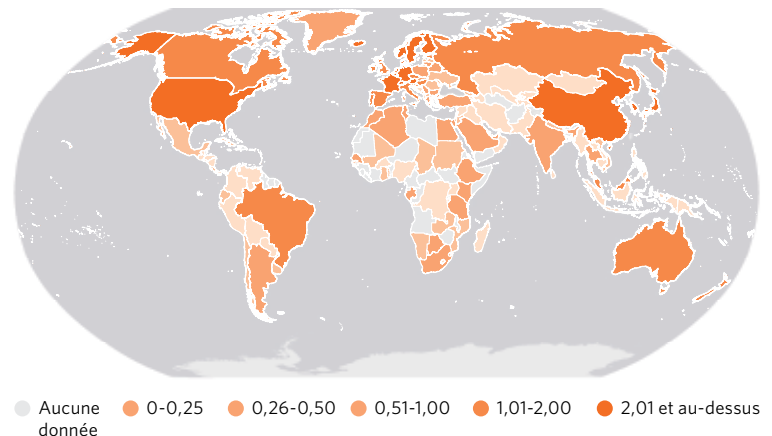 Aucune
donnée
0-0,25
0,26-0,50
0,51-1,00
1,01-2,00
2,01 et au-dessus